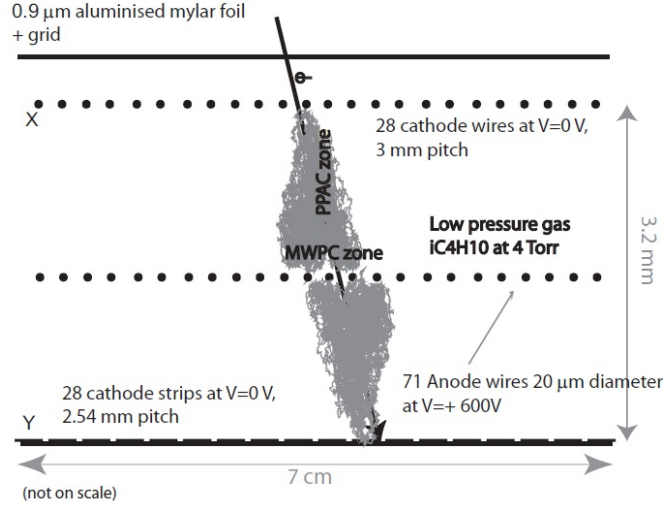 0.9 μm aluminised mylar foil
+ grid
e-
X
28 cathode wires at V=0 V,
3 mm pitch
PPAC zone
Low pressure gas
iC4H10 at 4 Torr
MWPC zone
3.2 mm
71 Anode wires 20 μm diameter
at V=+ 600V
28 cathode strips at V=0 V,
2.54 mm pitch
Y
7 cm
(not on scale)